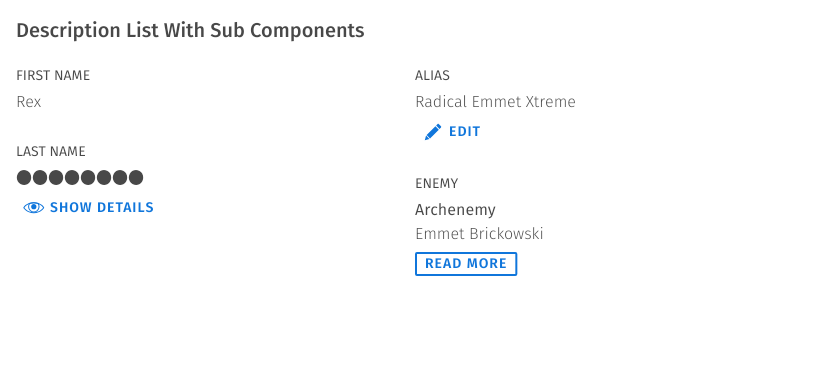 Description List With Sub Components
FIRST NAME
Rex
LAST NAME
●●●●●●●●
SHOW DETAILS
ALIAS
Radical Emmet Xtreme
EDIT
ENEMY
Archenemy
Emmet Brickowski
READ MORE